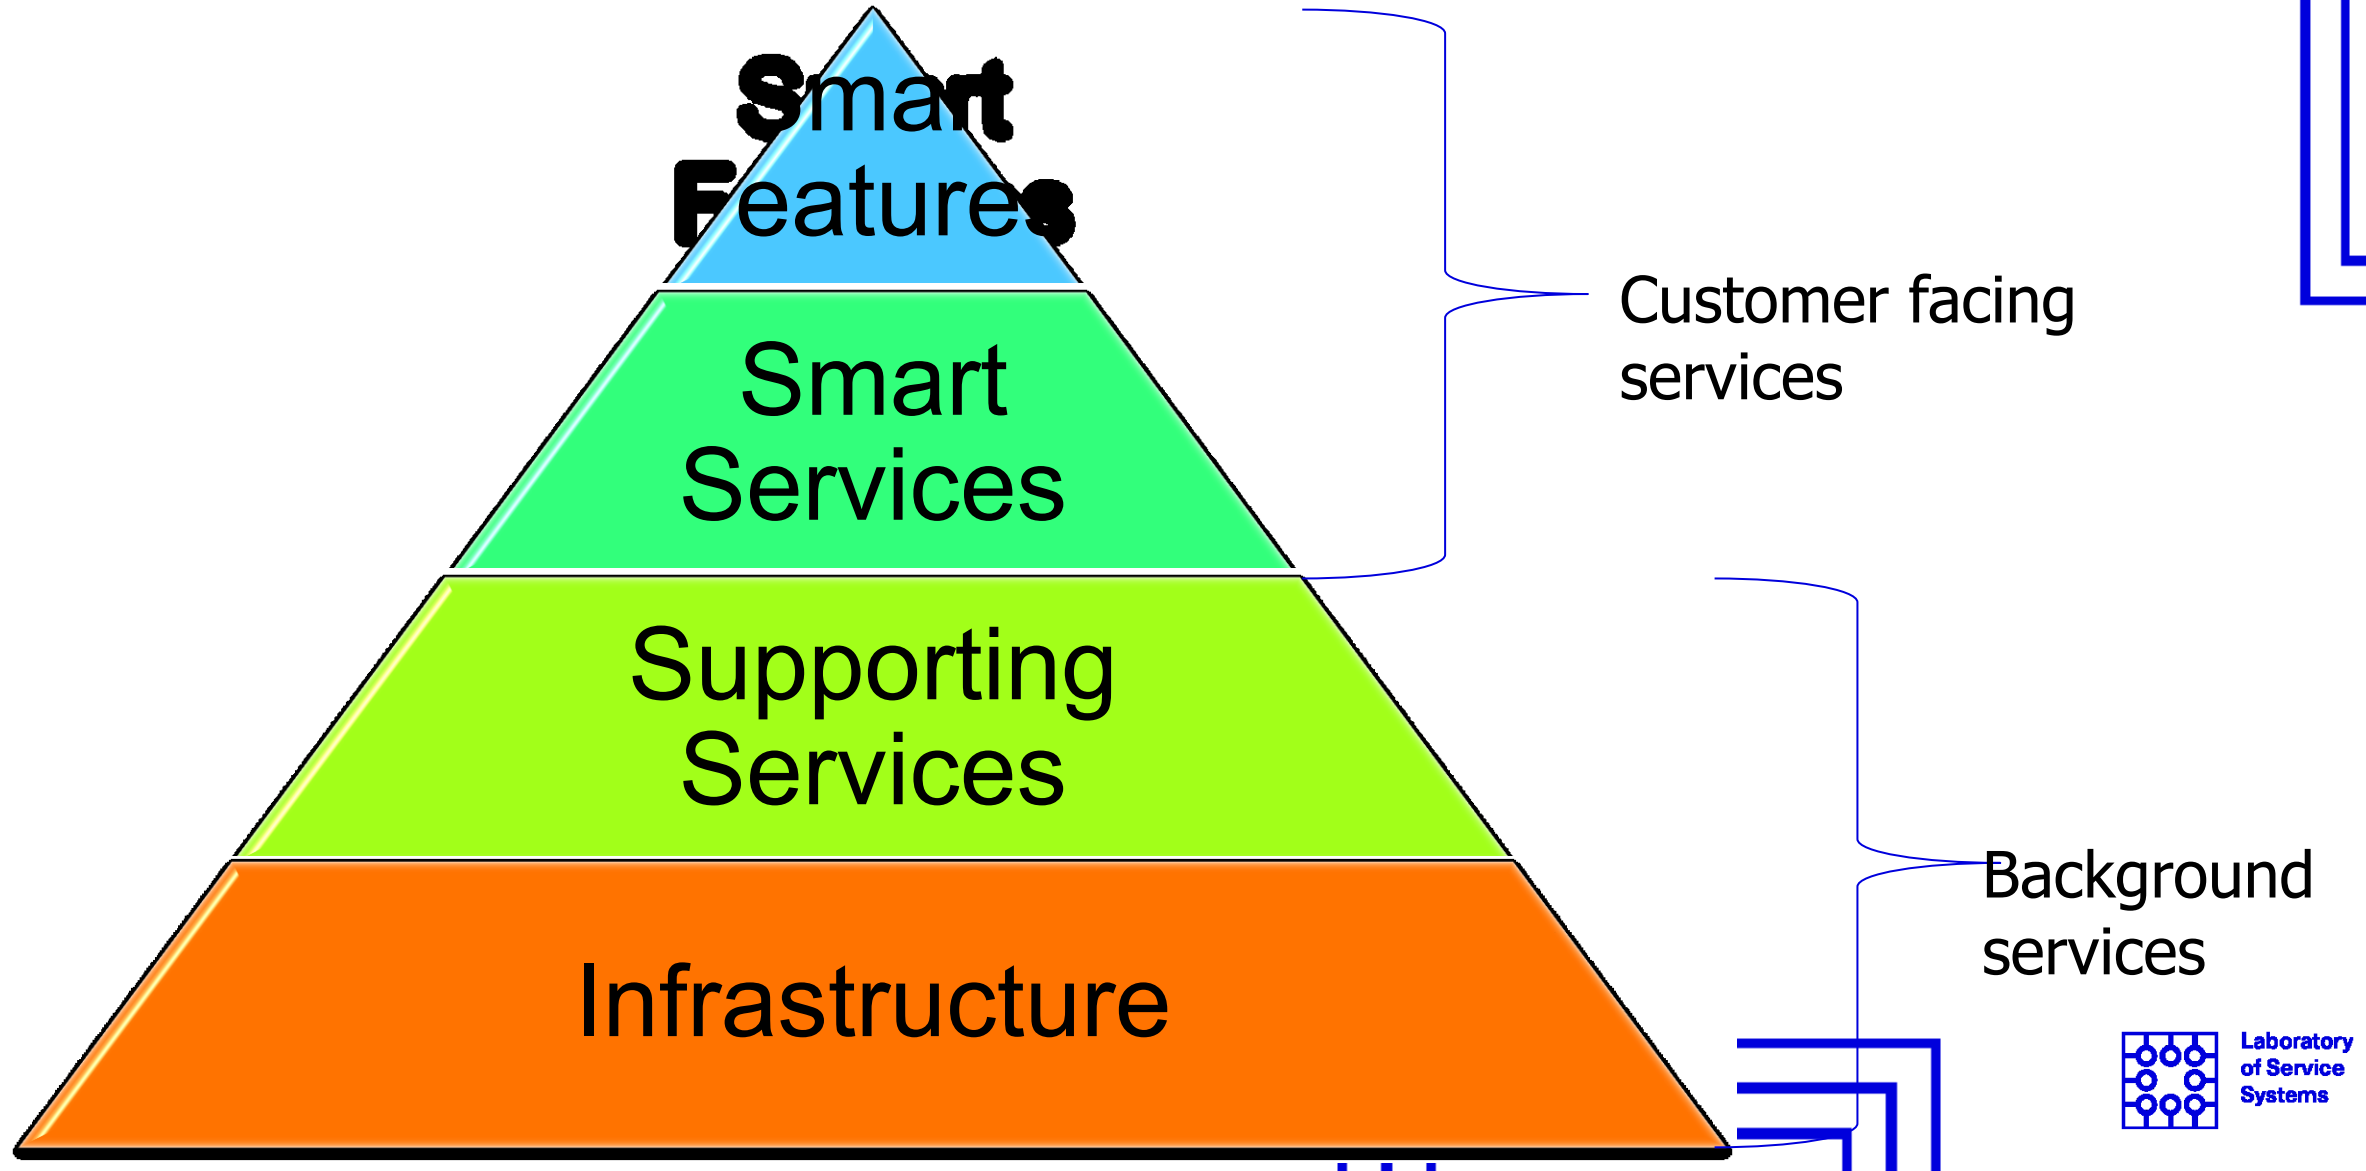 Smart
Features
Customer facing
services
Smart
Services
Supporting
Services
Background
services
Infrastructure
Laboratory
of Service
Systems